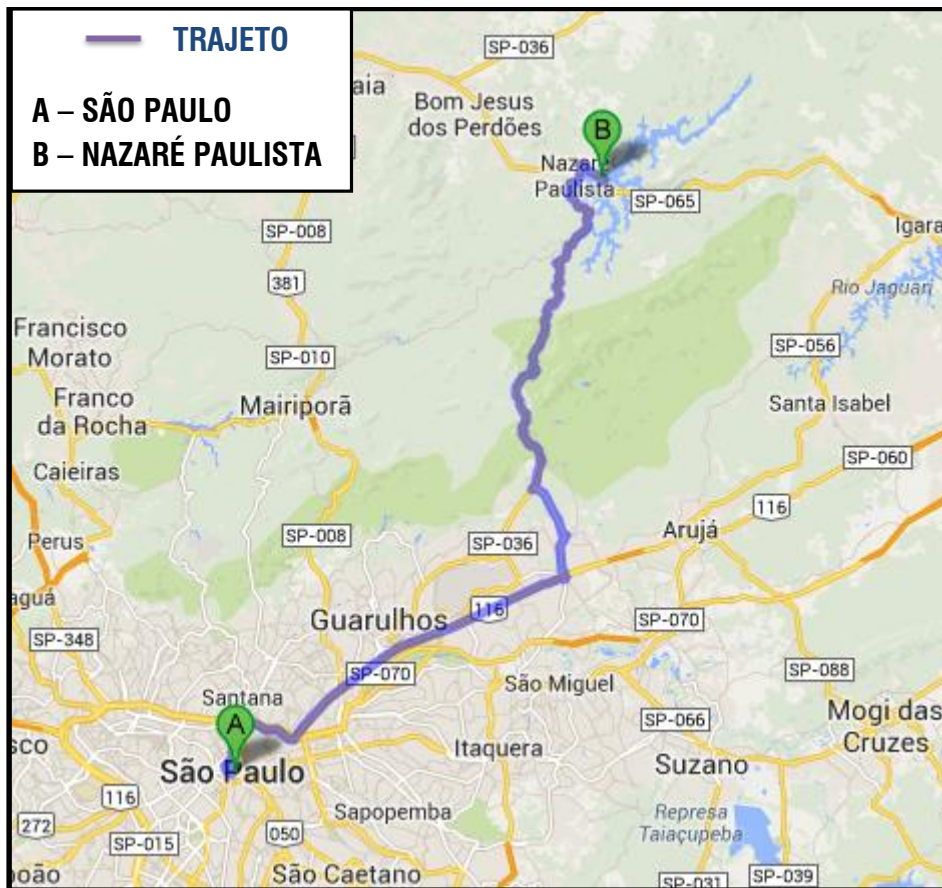 TRAJETO
A – SÃO PAULO
B – NAZARÉ PAULISTA
SP-036
aia
Bom Jesus
dos Perdões
B
Nazaré
Paulista
SP-065
SP-008
Igara
381
Rio Jaguari
Francisco
Morato
SP-010
SP-056
Franco
da Rocha
Mairiporã
Santa Isabel
Caieiras
SP-060
116
Perus
SP-008
SP-036
Arujá
aguá
Guarulhos
116
SP-348
SP-070
SP-070
SP-088
Santana
São Miguel
A
SP-066
Mogi das
Cruzes
sco
Itaquera
São Paulo
Suzano
116
Sapopemba
Represa
Taiaçupeba
272
SP-015
050
oão
São Caetano
SP-031
SP-039